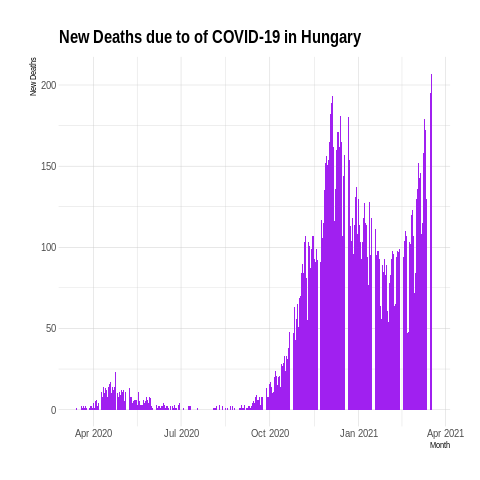 New Deaths due to of COVID-19 in Hungary
New Deaths
200
150
100
50
0
Apr 2020
Jul 2020
Oct 2020
Jan 2021
Apr 2021
Month